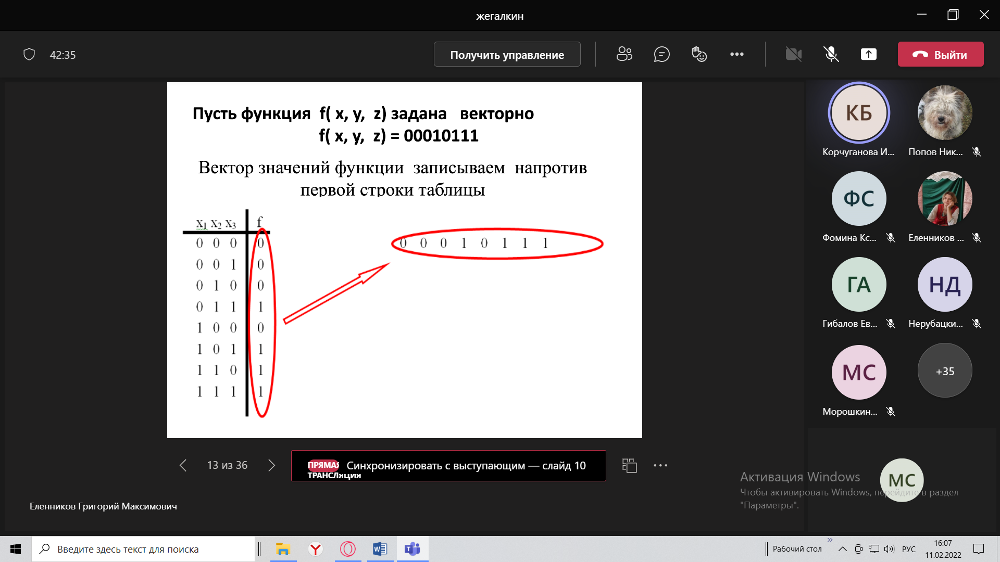 жегалкин
42:35
Получить управление
Выйти
Пусть функция f( x, y, z) задана векторно
f( x, y, z) = 00010111
Вектор значений функции записываем напротив
первой строки таблицы
x1 x2 x3 f
0 0 0 0
0 0 0 1 0 1 1 1
0 0 1 0
0 1 0 0
0 1 1 1
1 0 0 0
1 0 1 1
1 1 0 1
1 1 1 1
КБ
Корчуганова И...
Попов Ник...
ФС
Фомина Кс...
Еленников ...
ГА
НД
Гибалов Ев...
Нерубацки...
МС
+35
Морошкин...
13 из 36
ПРЯМАЯ
ТРАНСЛяция
Синхронизировать с выступающим — слайд 10
МС
Активация Windows
Чтобы активировать Windows, перейдите в раздел
"Параметры".
Еленников Григорий Максимович
Введите здесь текст для поиска
Рабочий стол
РУС
16:07
11.02.2022